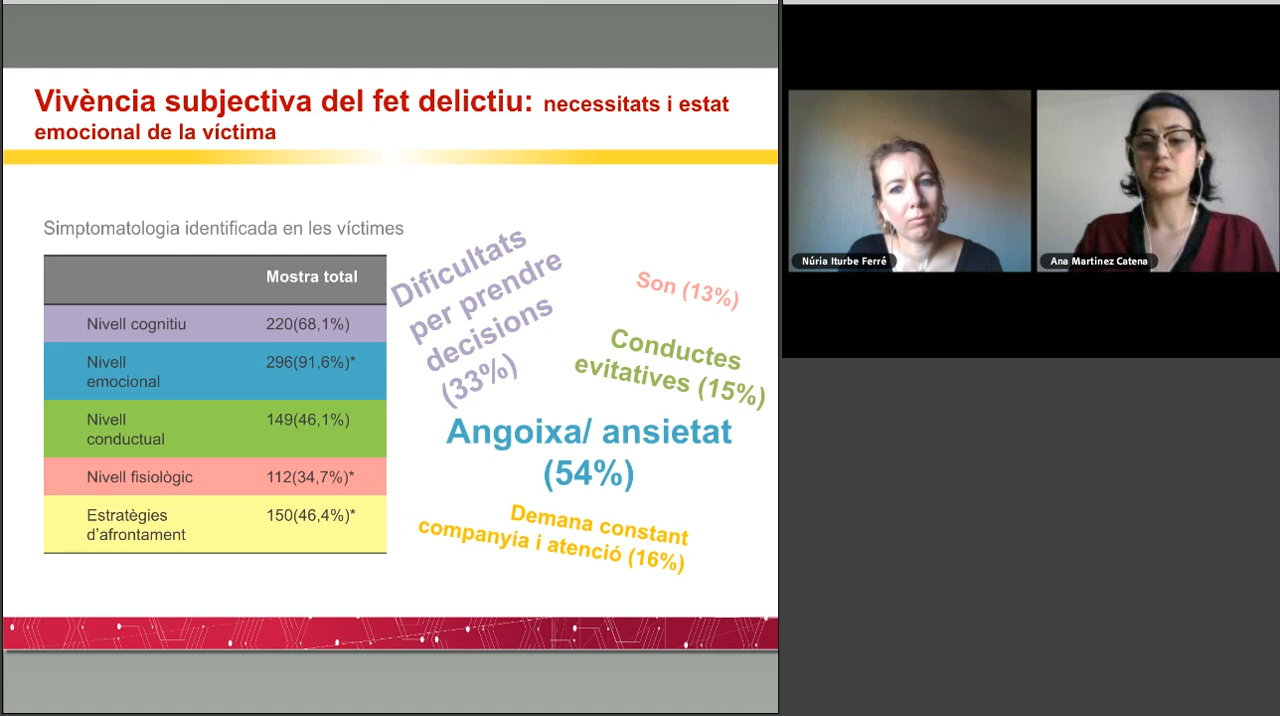 Vivència subjectiva del fet delictiu: necessitats i estat
emocional de la víctima
Simptomatologia identificada en les víctimes
Mostra total
Nivell cognitiu 220(68,1%)
Nivell 296(91,6%)*
emocional
Nivell 149(46,1%)
conductual
Nivell fisiològic 112(34,7%)*
Estratègies 150(46,4%)*
d'afrontament
Dificultats
per prendre
decisions
(33%)
Son (13%)
Conductes
evitatives (15%)
Angoixa/ ansietat
(54%)
Demana constant
companyia i atenció (16%)
Núria Iturbe Ferré
Ana Martínez Catena